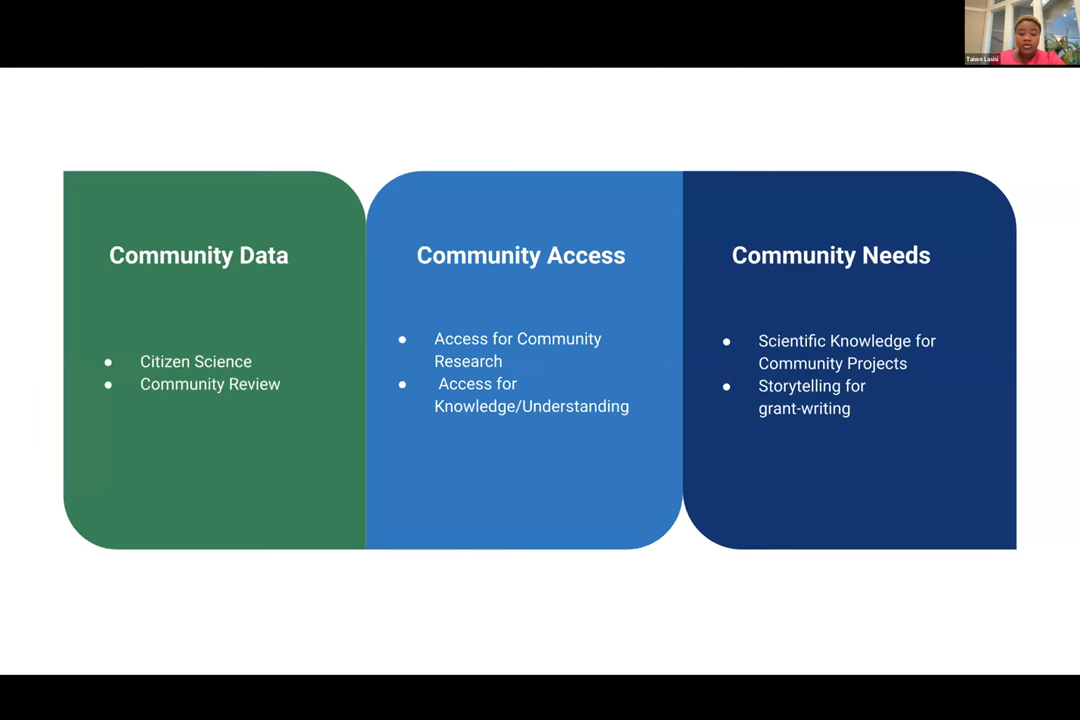 Taiwo Lasisi
Community Data
● Citizen Science
● Community Review
Community Access
● Access for Community
Research
● Access for
Knowledge/Understanding
Community Needs
● Scientific Knowledge for
Community Projects
● Storytelling for
grant-writing